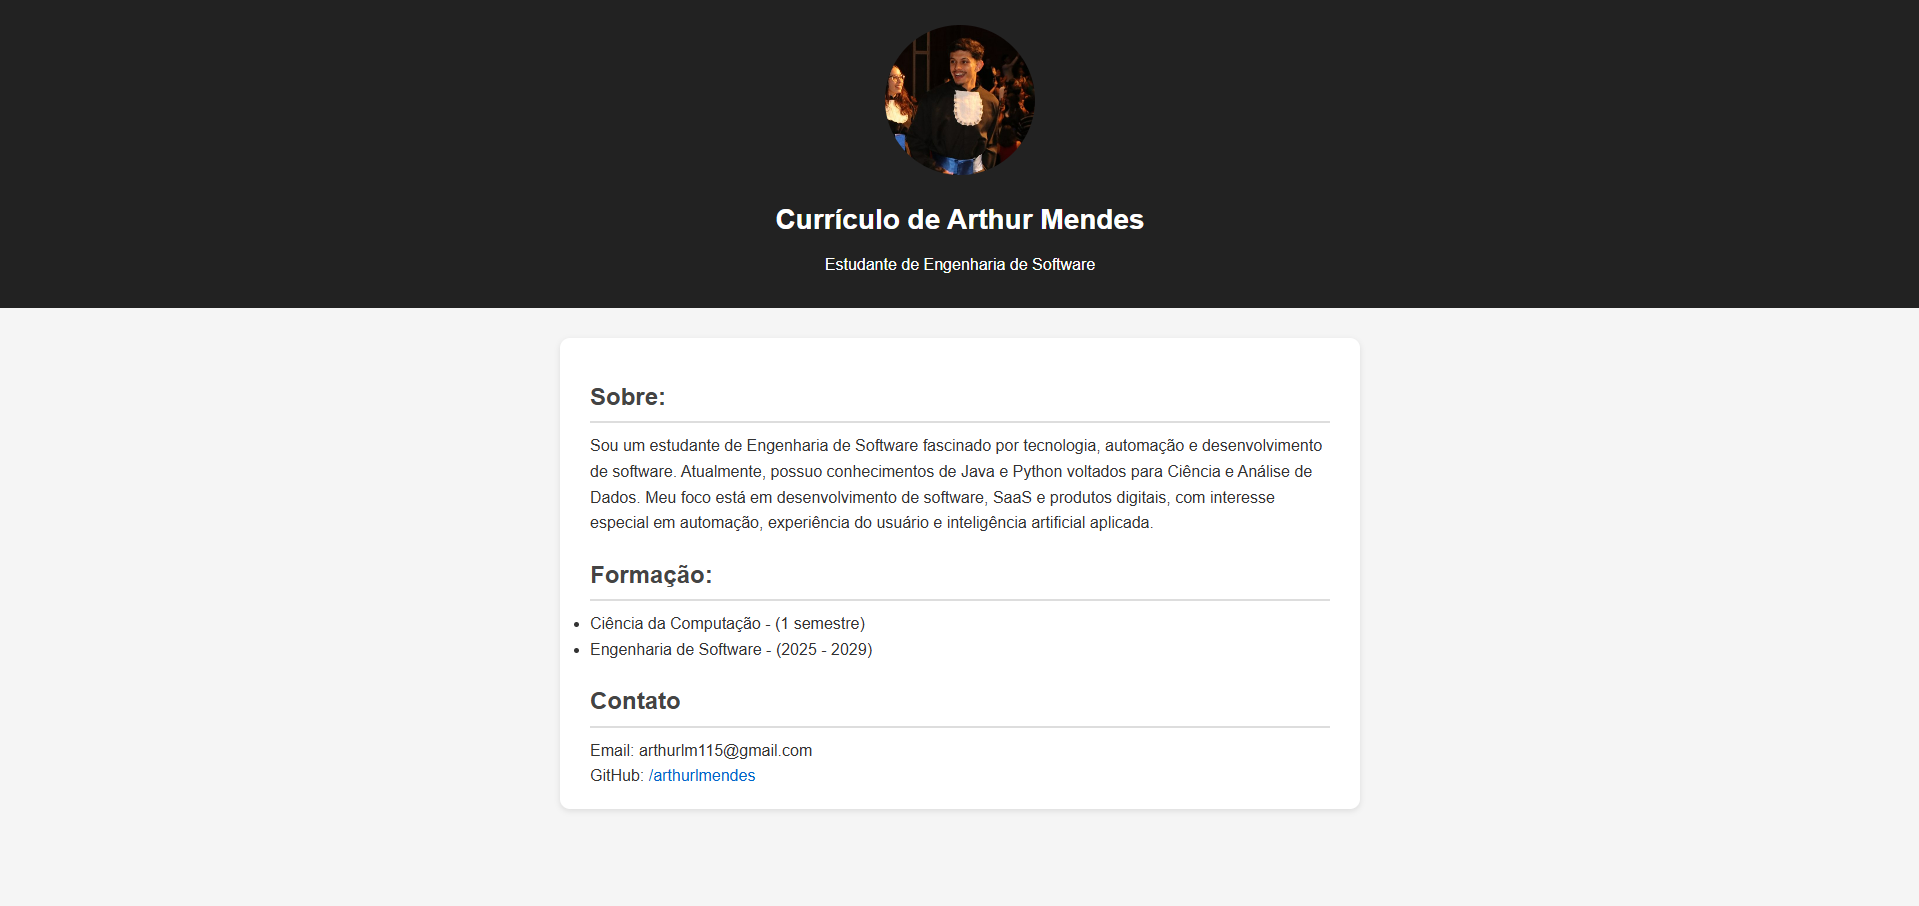 Currículo de Arthur Mendes
Estudante de Engenharia de Software
Sobre:
Sou um estudante de Engenharia de Software fascinado por tecnologia, automação e desenvolvimento
de software. Atualmente, possuo conhecimentos de Java e Python voltados para Ciência e Análise de
Dados. Meu foco está em desenvolvimento de software, SaaS e produtos digitais, com interesse
especial em automação, experiência do usuário e inteligência artificial aplicada.
Formação:
• Ciência da Computação - (1 semestre)
• Engenharia de Software - (2025 - 2029)
Contato
Email: arthurlm115@gmail.com
GitHub: /arthurlmendes